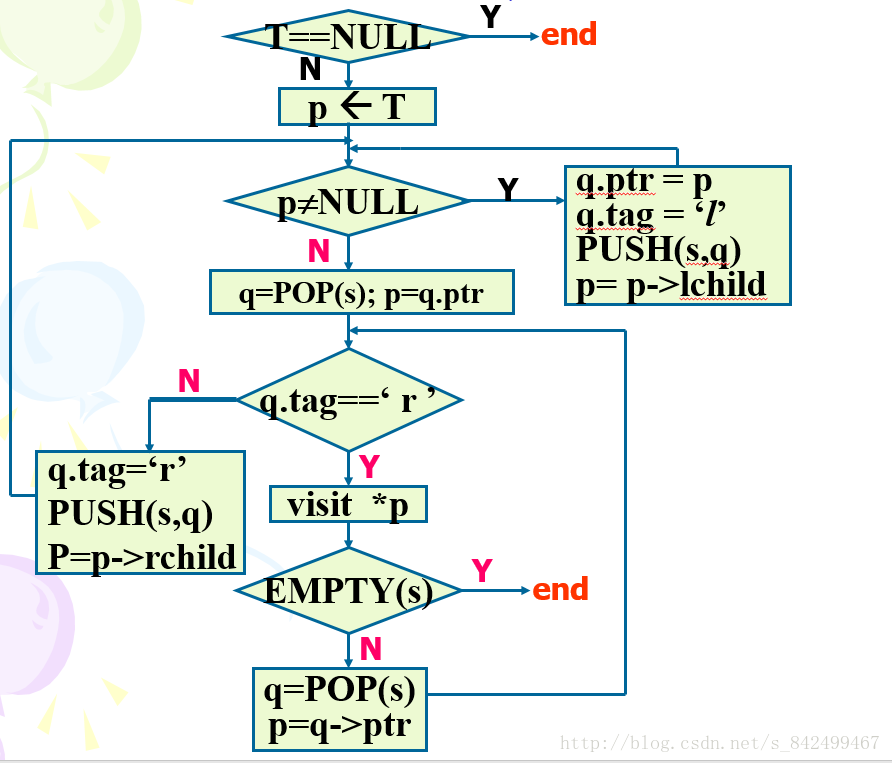 T==NULL
Y
end
N
p ← T
p≠NULL
Y
q.ptr = p
q.tag = ‘l’
PUSH(s,q)
p= p->lchild
N
q=POP(s); p=q.ptr
q.tag==‘ r ’
N
q.tag=‘r’
PUSH(s,q)
P=p->rchild
Y
visit *p
EMPTY(s)
Y
end
N
q=POP(s)
p=q->ptr
http://blog.csdn.net/s_842499467